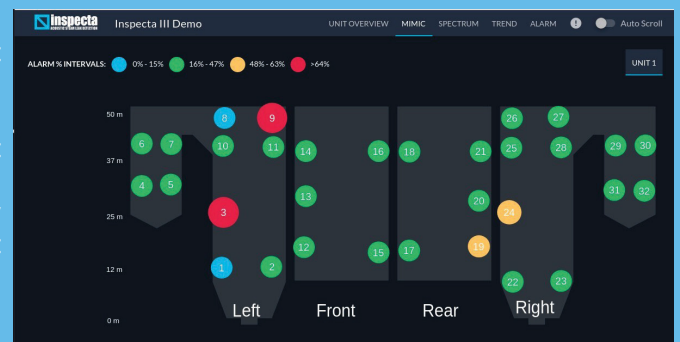 inspecta
Inspecta III Demo
UNIT OVERVIEW MIMIC SPECTRUM TREND ALARM ! Auto Scroll
ALARM % INTERVALS: 0% - 15% 16% - 47% 48% - 63% >64%
UNIT 1
50 m
8 9 26 27
6 7 10 11 14 16 18 21 25 28 29 30
37 m
4 5 13 20 31 32
25 m
3 24
12 15 17 19
12 m
1 2 22 23
Left Front Rear Right
0 m